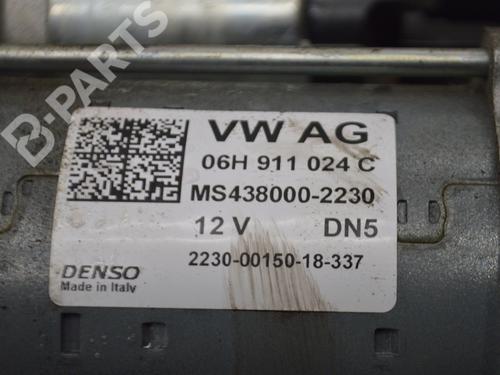 B-PARTS
VW AG
06H 911 024 C
MS438000-2230
12 V DN5
2230-00150-18-337
DENSO
Made in Italy